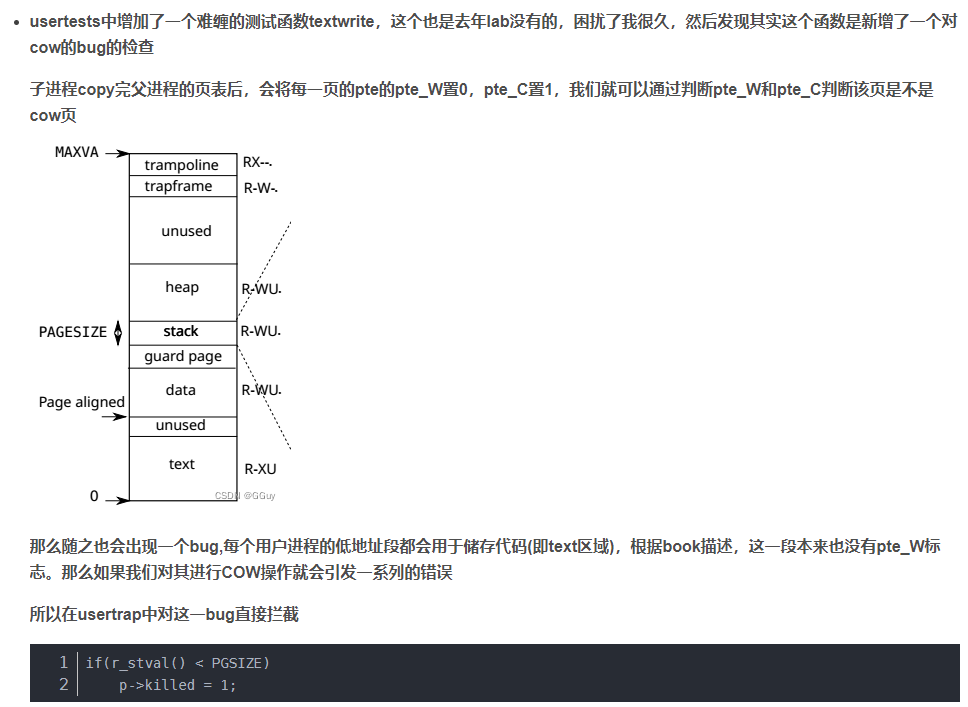 usertests中增加了一个难缠的测试函数textwrite，这个也是去年lab没有的，困扰了我很久，然后发现其实这个函数是新增了一个对
cow的bug的检查
子进程copy完父进程的页表后，会将每一页的pte的pte_W置0，pte_C置1，我们就可以通过判断pte_W和pte_C判断该页是不是
cow页
MAXVA
trampoline
RX--.
trapframe
R-W-.
unused
heap
R-WU.
PAGESIZE
stack
R-WU.
guard page
data
R-WU.
Page aligned
unused
text
R-XU
0
CSDN @GGuy
那么随之也会出现一个bug,每个用户进程的低地址段都会用于储存代码(即text区域)，根据book描述，这一段本来也没有pte_W标
志。那么如果我们对其进行COW操作就会引发一系列的错误
所以在usertrap中对这一bug直接拦截
1 if(r_stval() < PGSIZE)
2     p->killed = 1;